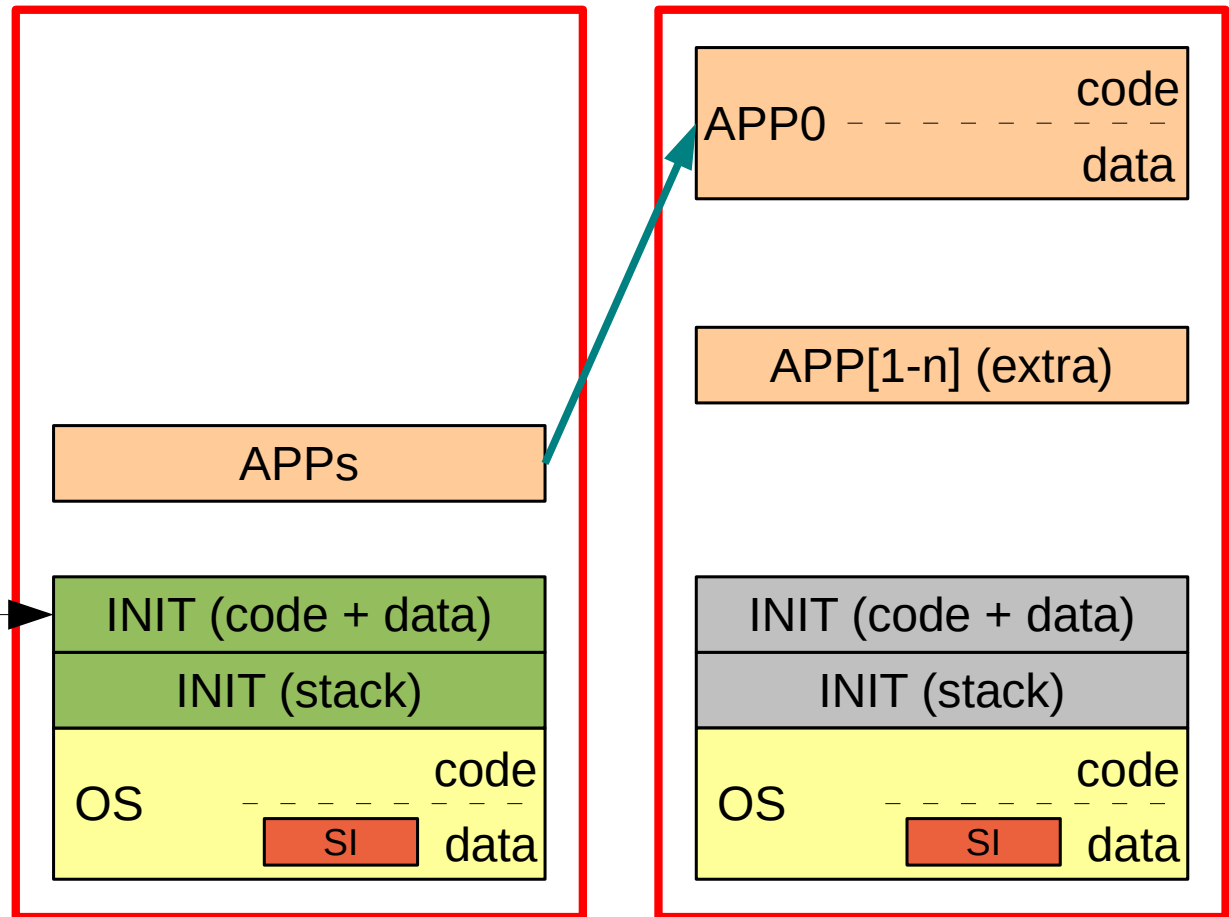 APPs
INIT (code + data)
INIT (stack)
code
OS
SI
data
code
APP0
data
APP[1-n] (extra)
INIT (code + data)
INIT (stack)
code
OS
SI
data